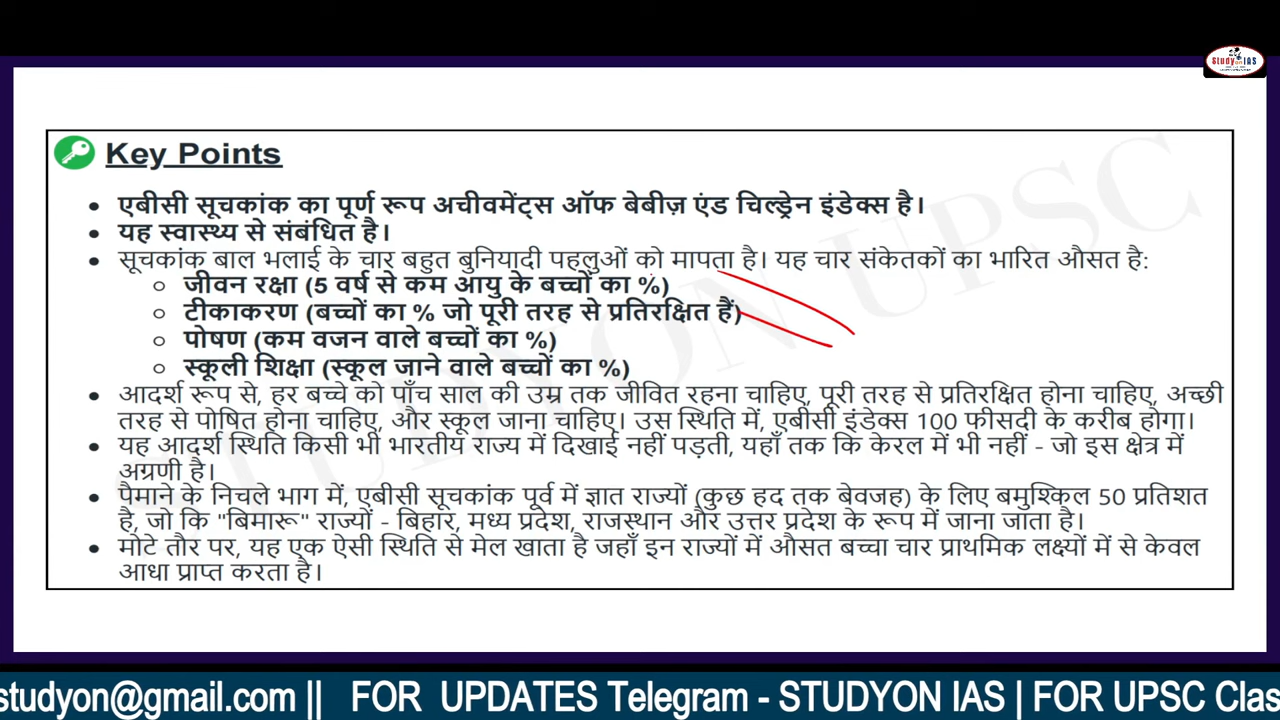 Study on IAS
Key Points
• एबीसी सूचकांक का पूर्ण रूप अचीवमेंट्स ऑफ बेबीज़ एंड चिल्ड्रेन इंडेक्स है।
• यह स्वास्थ्य से संबंधित है।
• सूचकांक बाल भलाई के चार बहुत बुनियादी पहलुओं को मापता है। यह चार संकेतकों का भारित औसत है:
○ जीवन रक्षा (5 वर्ष से कम आयु के बच्चों का %)
○ टीकाकरण (बच्चों का % जो पूरी तरह से प्रतिरक्षित हैं)
○ पोषण (कम वजन वाले बच्चों का %)
○ स्कूली शिक्षा (स्कूल जाने वाले बच्चों का %)
• आदर्श रूप से, हर बच्चे को पाँच साल की उम्र तक जीवित रहना चाहिए, पूरी तरह से प्रतिरक्षित होना चाहिए, अच्छी
तरह से पोषित होना चाहिए, और स्कूल जाना चाहिए। उस स्थिति में, एबीसी इंडेक्स 100 फीसदी के करीब होगा।
• यह आदर्श स्थिति किसी भी भारतीय राज्य में दिखाई नहीं पड़ती, यहाँ तक कि केरल में भी नहीं - जो इस क्षेत्र में
अग्रणी है।
• पैमाने के निचले भाग में, एबीसी सूचकांक पूर्व में ज्ञात राज्यों (कुछ हद तक बेवजह) के लिए बमुश्किल 50 प्रतिशत
है, जो कि "बिमारू" राज्यों - बिहार, मध्य प्रदेश, राजस्थान और उत्तर प्रदेश के रूप में जाना जाता है।
• मोटे तौर पर, यह एक ऐसी स्थिति से मेल खाता है जहाँ इन राज्यों में औसत बच्चा चार प्राथमिक लक्ष्यों में से केवल
आधा प्राप्त करता है।
STUDYON UPSC
studyon@gmail.com || FOR UPDATES Telegram - STUDYON IAS | FOR UPSC Clas